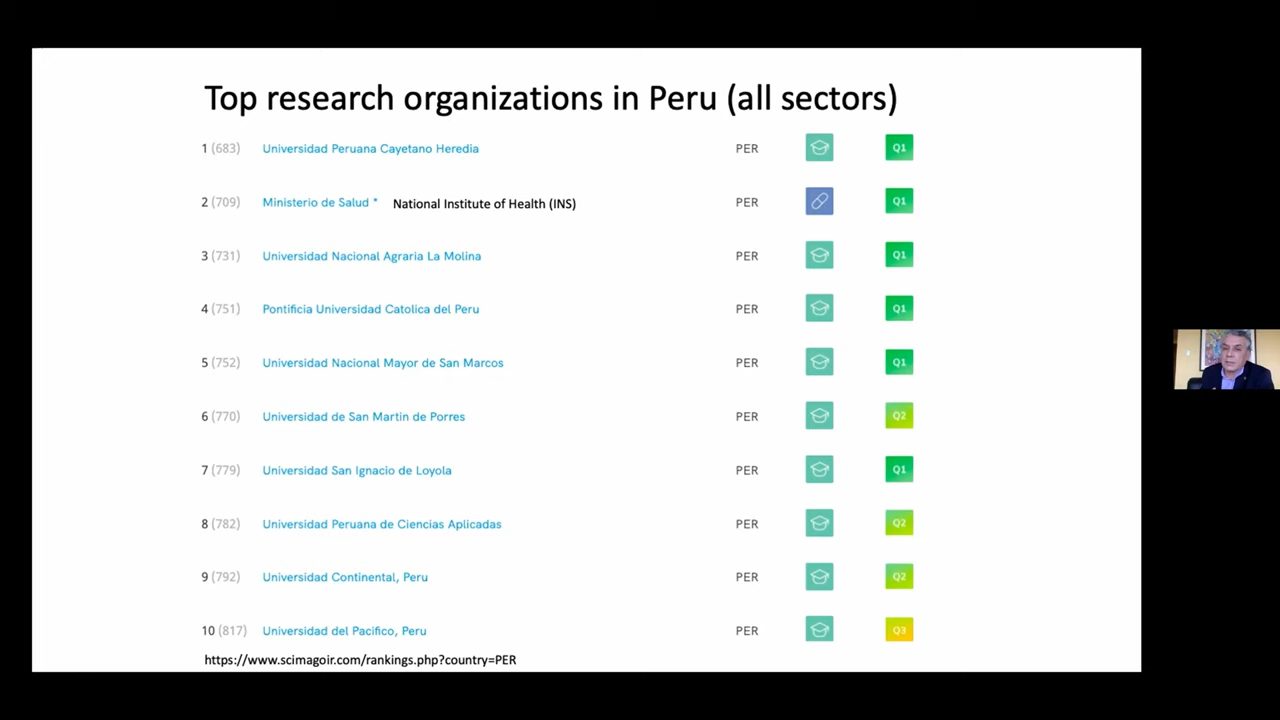 Top research organizations in Peru (all sectors)
1 (683) Universidad Peruana Cayetano Heredia PER Q1
2 (709) Ministerio de Salud * National Institute of Health (INS) PER Q1
3 (731) Universidad Nacional Agraria La Molina PER Q1
4 (751) Pontificia Universidad Catolica del Peru PER Q1
5 (752) Universidad Nacional Mayor de San Marcos PER Q1
6 (770) Universidad de San Martin de Porres PER Q2
7 (779) Universidad San Ignacio de Loyola PER Q1
8 (782) Universidad Peruana de Ciencias Aplicadas PER Q2
9 (792) Universidad Continental, Peru PER Q2
10 (817) Universidad del Pacifico, Peru PER Q3
https://www.scimagoir.com/rankings.php?country=PER